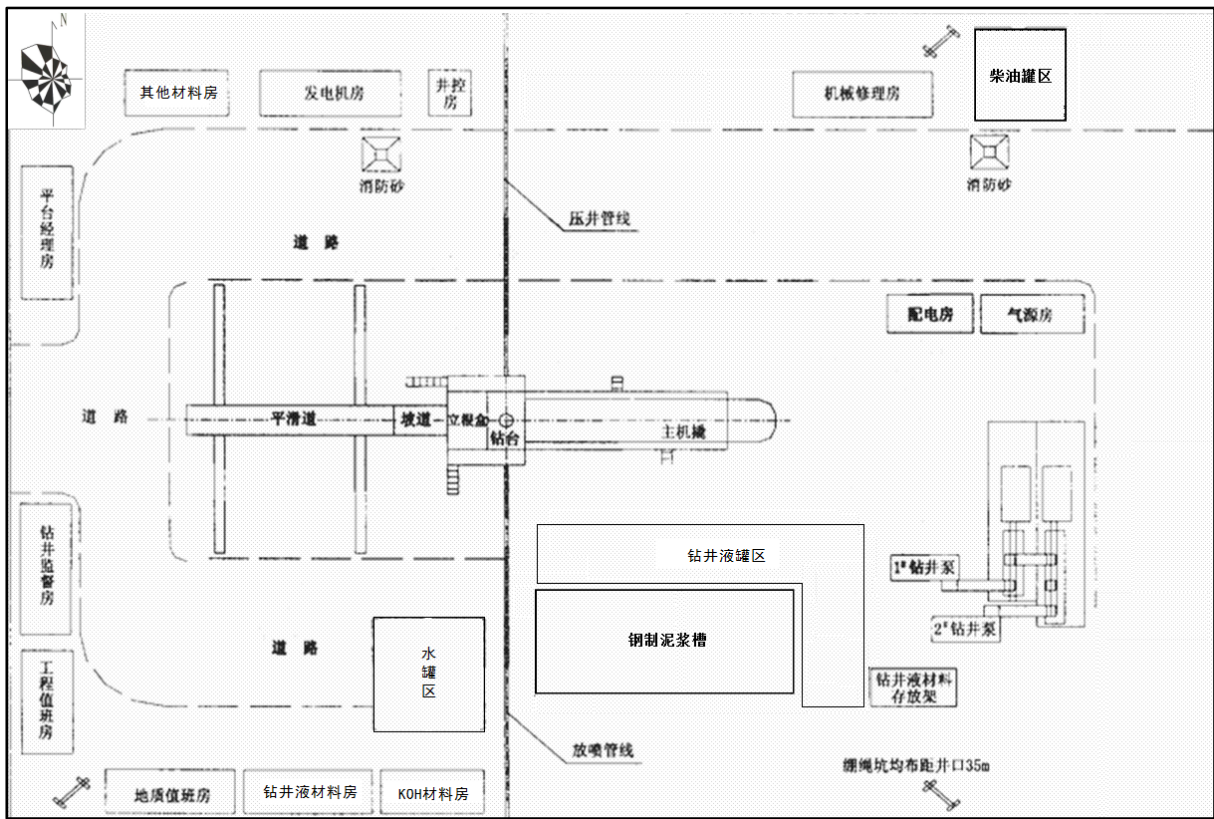 N
其他材料房
发电机房
井控
房
机械修理房
柴油罐区
消防砂
消防砂
平台经理房
压井管线
道 路
配电房
气源房
道 路
平滑道
坡道
立根盒
钻台
主机撬
钻井监督房
钻井液罐区
1#钻井泵
2#钻井泵
钢制泥浆槽
道 路
水罐区
工程值班房
钻井液材料
存放架
放喷管线
绷绳坑均布距井口35m
地质值班房
钻井液材料房
KOH材料房